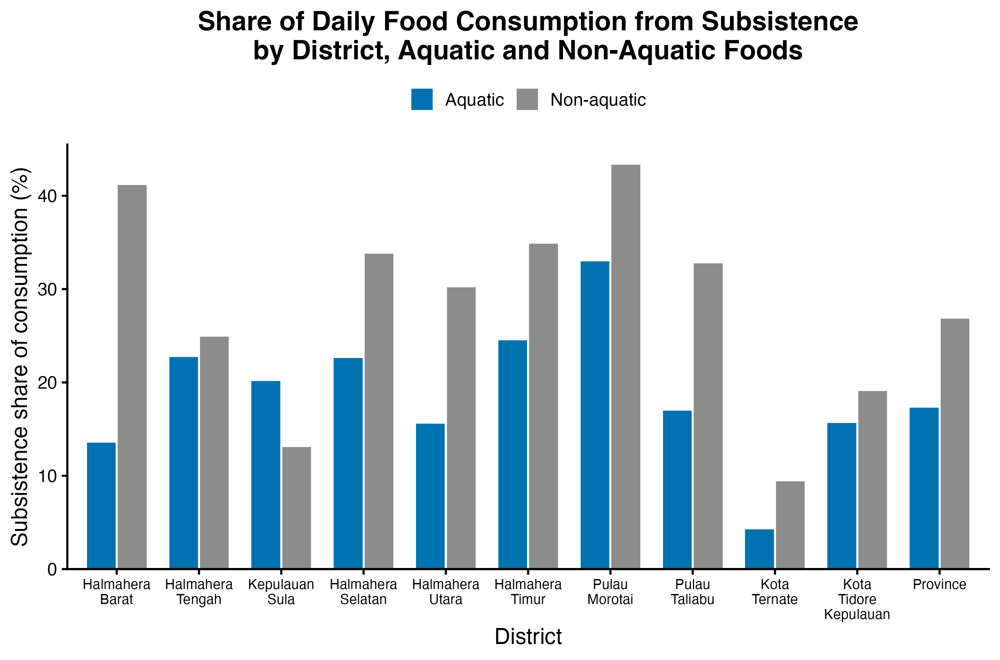 Share of Daily Food Consumption from Subsistence
by District, Aquatic and Non-Aquatic Foods
Aquatic
Non-aquatic
Subsistence share of consumption (%)
40
30
20
10
0
Halmahera
Barat
Halmahera
Tengah
Kepulauan
Sula
Halmahera
Selatan
Halmahera
Utara
Halmahera
Timur
Pulau
Morotai
Pulau
Taliabu
Kota
Ternate
Kota
Tidore
Kepulauan
Province
District